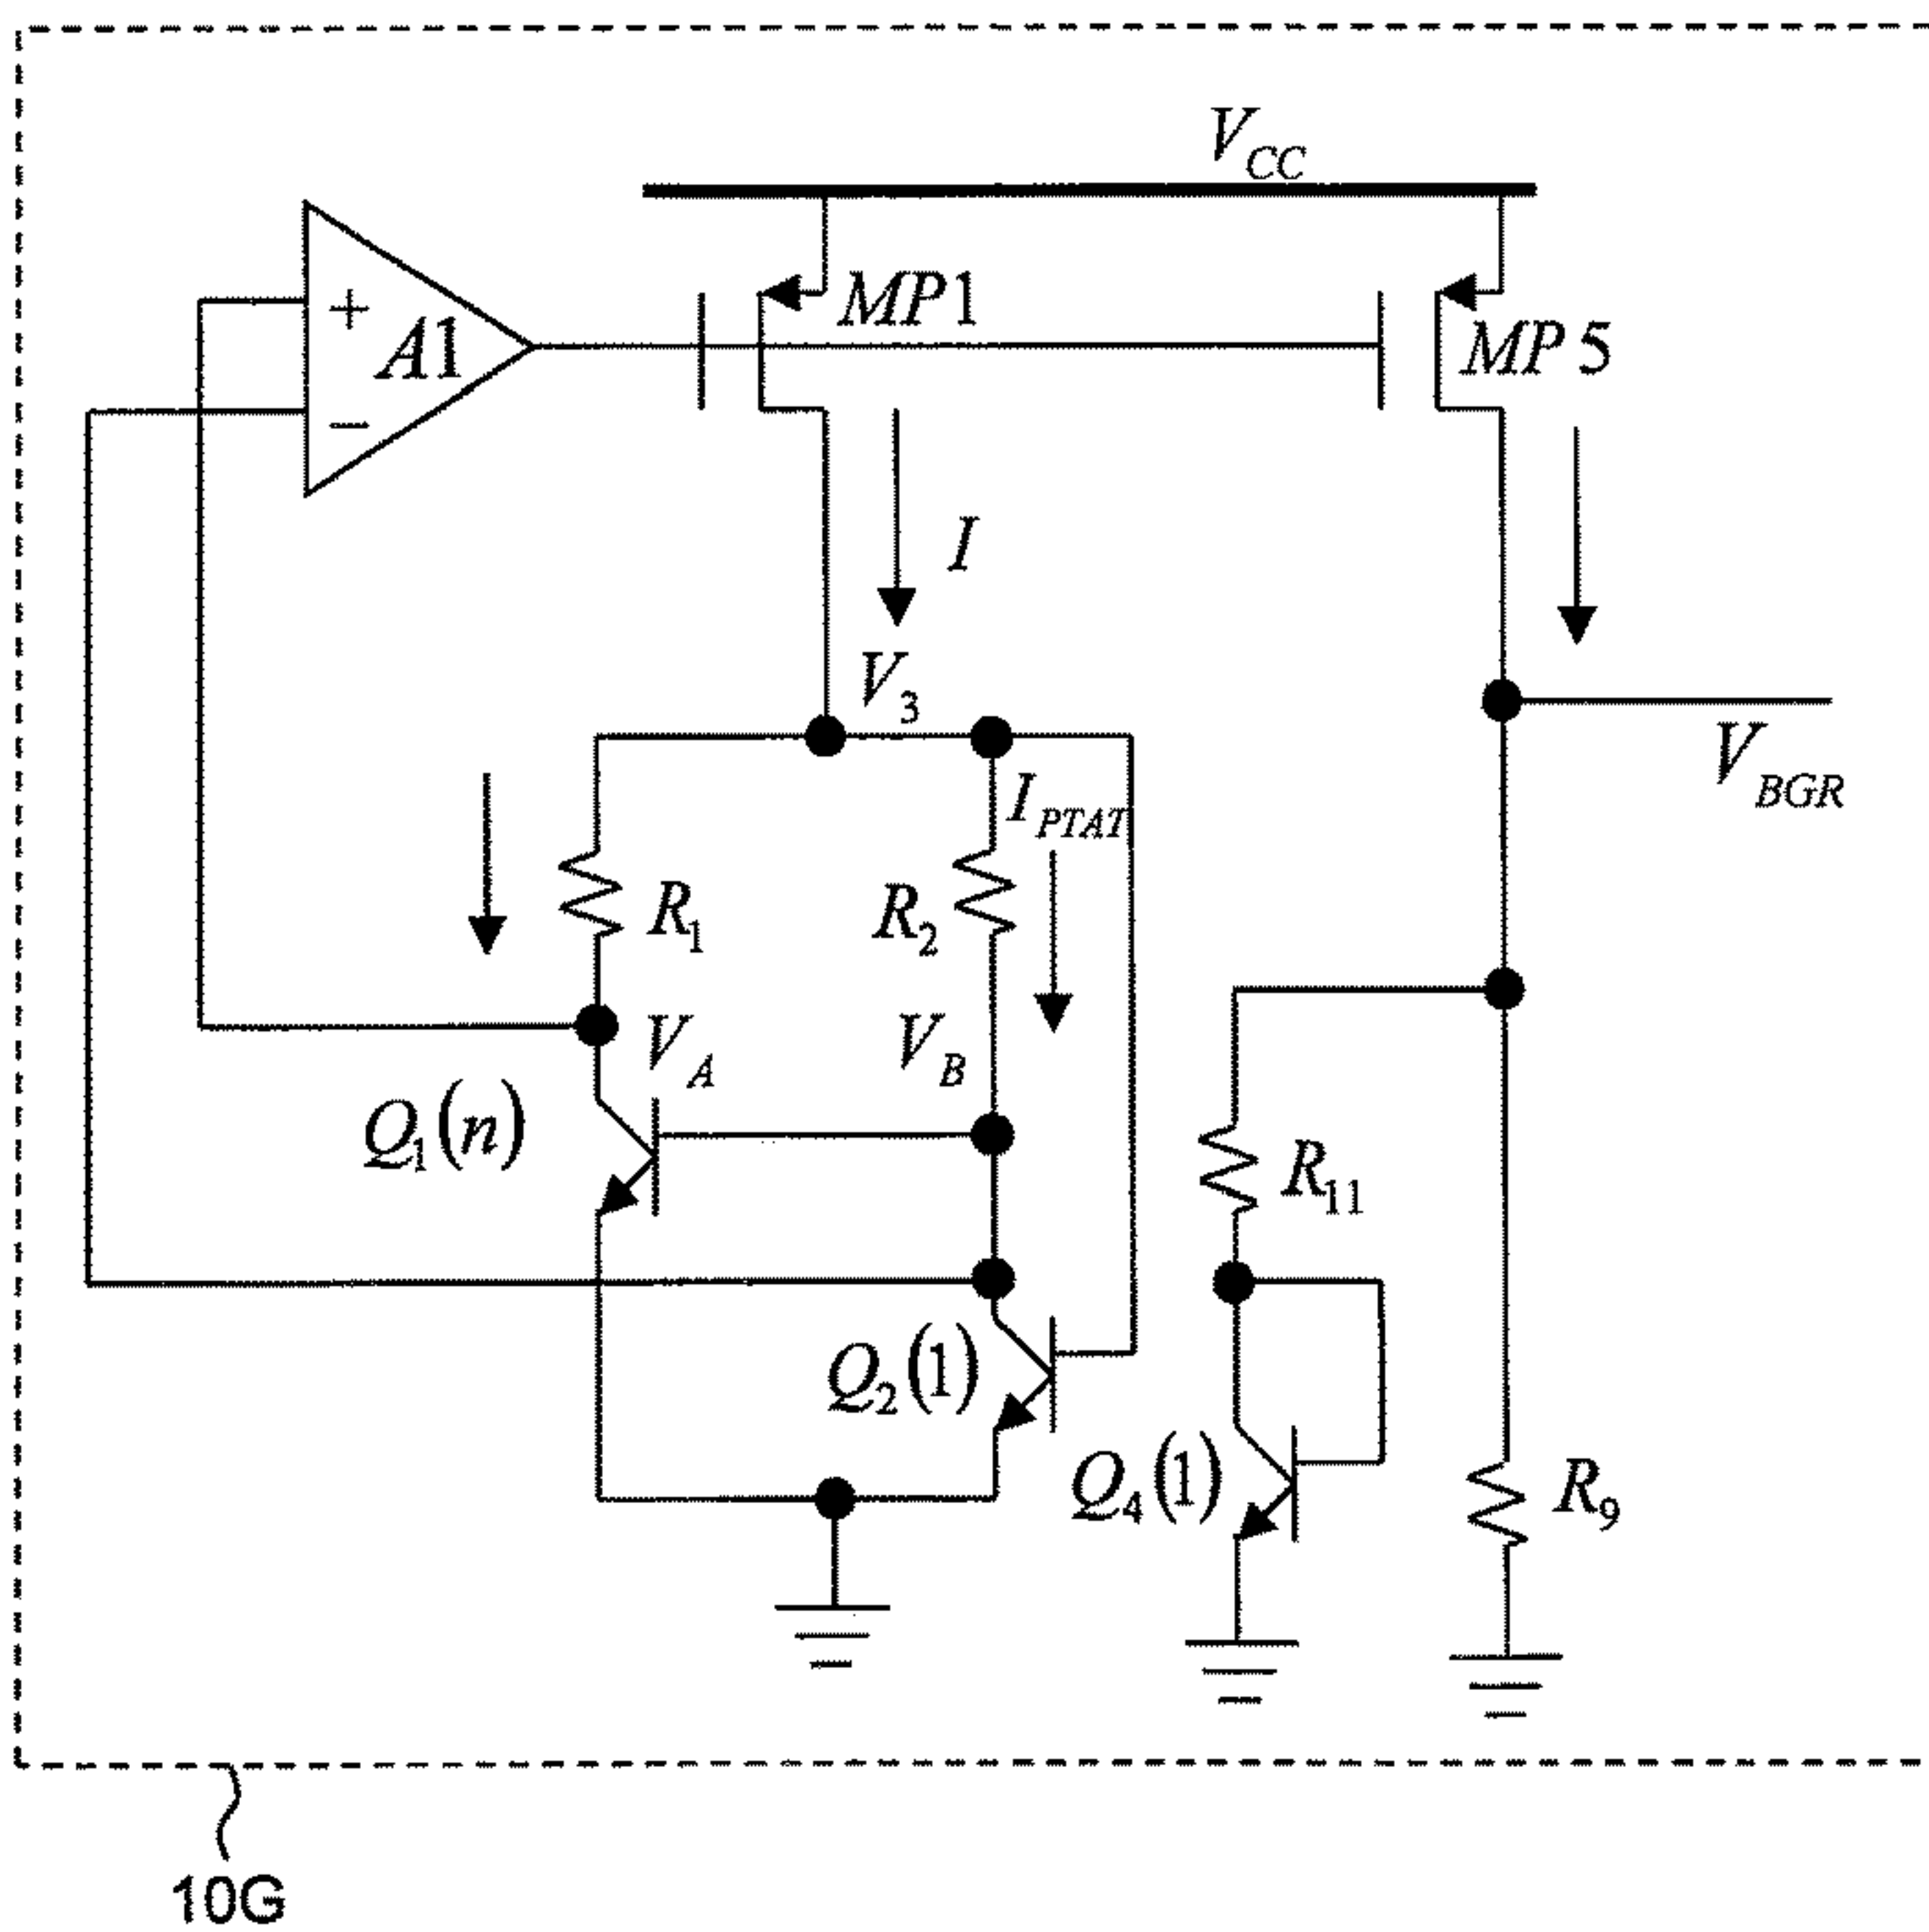 V_CC
+
A1
−
MP1
MP5
I
V_3
V_BGR
I_PTAT
R_1
R_2
V_A
V_B
Q_1(n)
R_11
Q_2(1)
Q_4(1)
R_9
10G